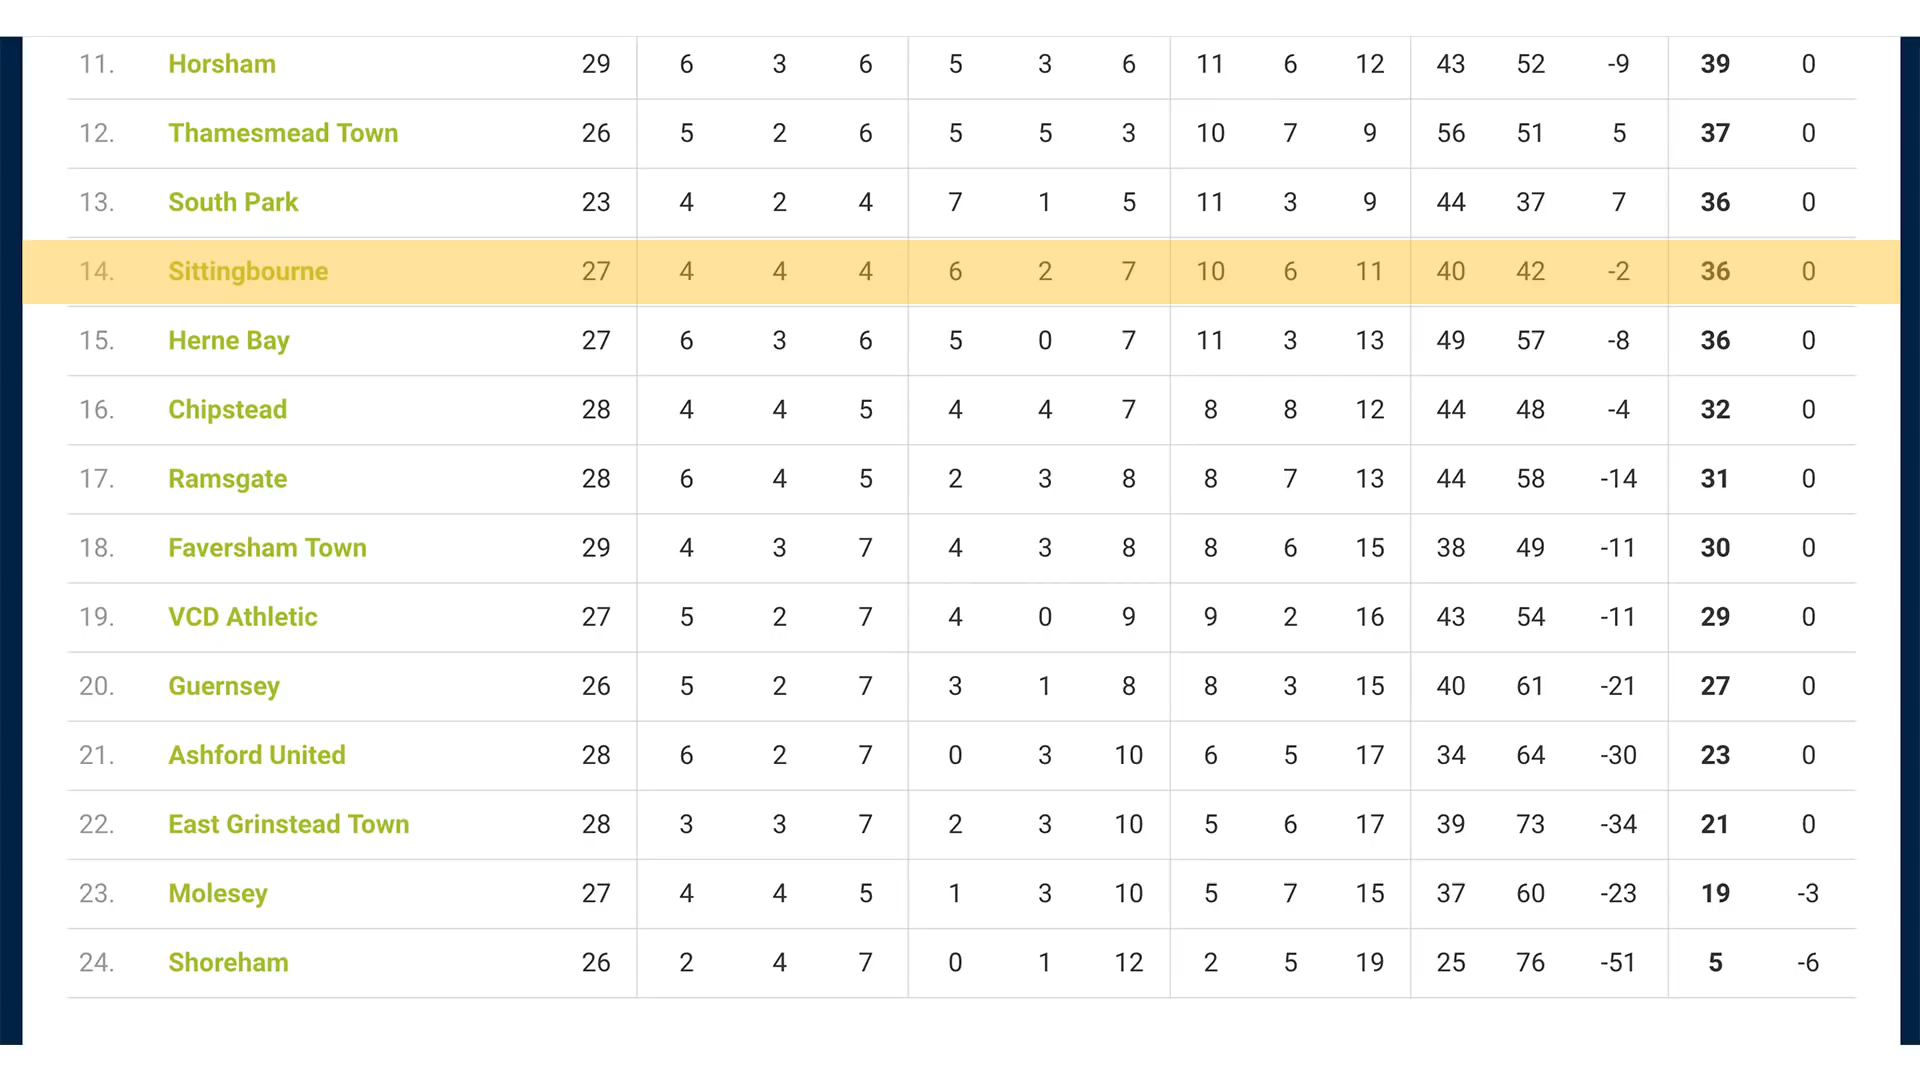 11. Horsham 29 6 3 6 5 3 6 11 6 12 43 52 -9 39 0
12. Thamesmead Town 26 5 2 6 5 5 3 10 7 9 56 51 5 37 0
13. South Park 23 4 2 4 7 1 5 11 3 9 44 37 7 36 0
14. Sittingbourne 27 4 4 4 6 2 7 10 6 11 40 42 -2 36 0
15. Herne Bay 27 6 3 6 5 0 7 11 3 13 49 57 -8 36 0
16. Chipstead 28 4 4 5 4 4 7 8 8 12 44 48 -4 32 0
17. Ramsgate 28 6 4 5 2 3 8 8 7 13 44 58 -14 31 0
18. Faversham Town 29 4 3 7 4 3 8 8 6 15 38 49 -11 30 0
19. VCD Athletic 27 5 2 7 4 0 9 9 2 16 43 54 -11 29 0
20. Guernsey 26 5 2 7 3 1 8 8 3 15 40 61 -21 27 0
21. Ashford United 28 6 2 7 0 3 10 6 5 17 34 64 -30 23 0
22. East Grinstead Town 28 3 3 7 2 3 10 5 6 17 39 73 -34 21 0
23. Molesey 27 4 4 5 1 3 10 5 7 15 37 60 -23 19 -3
24. Shoreham 26 2 4 7 0 1 12 2 5 19 25 76 -51 5 -6